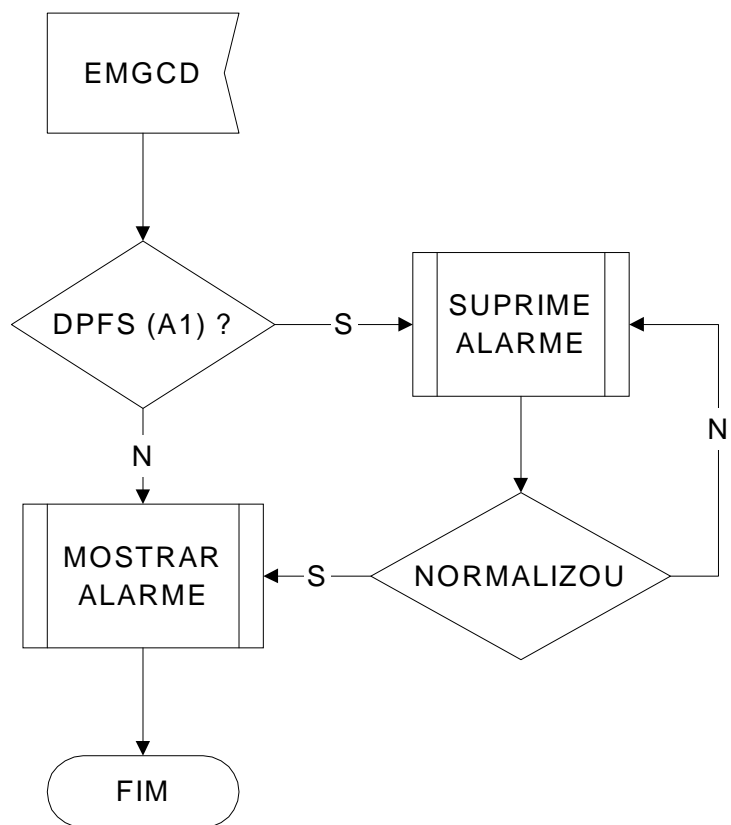 EMGCD
DPFS (A1) ?
S
SUPRIME
ALARME
N
N
MOSTRAR
ALARME
S
NORMALIZOU
FIM